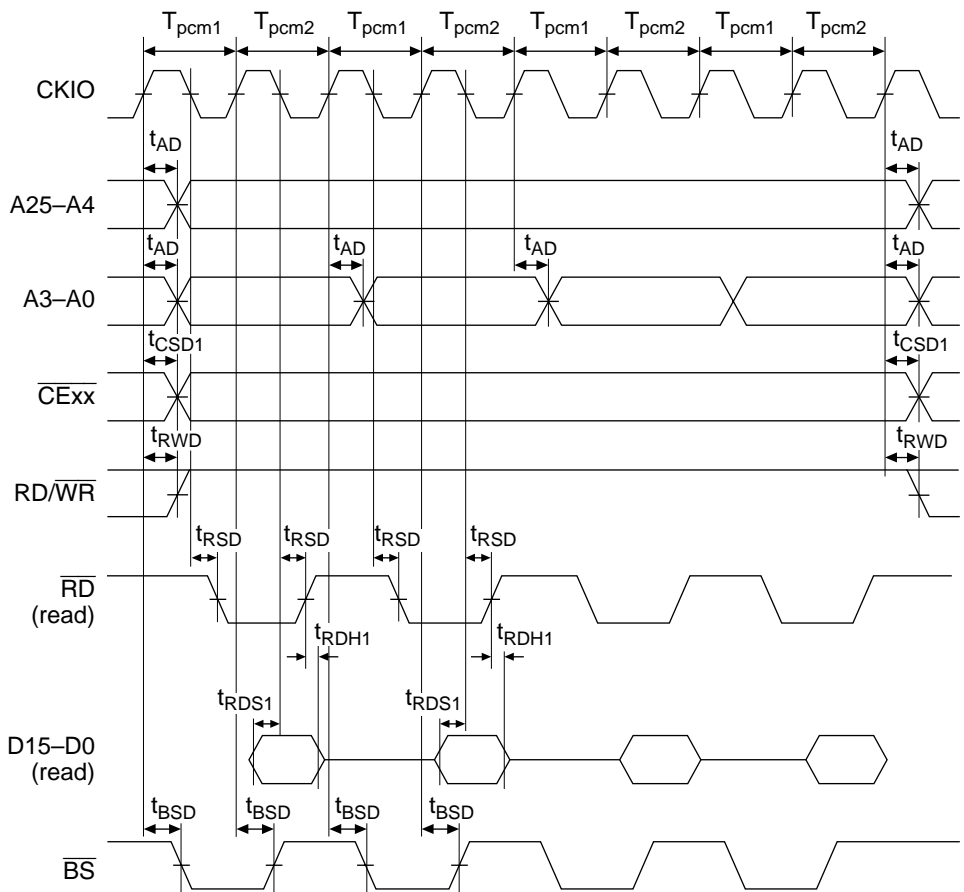 Tpcm1 Tpcm2 Tpcm1 Tpcm2 Tpcm1 Tpcm2 Tpcm1 Tpcm2
CKIO
tAD tAD
A25–A4
tAD tAD tAD tAD
A3–A0
tCSD1 tCSD1
CExx
tRWD tRWD
RD/WR
tRSD tRSD tRSD tRSD
RD
(read)
tRDH1 tRDH1
tRDS1 tRDS1
D15–D0
(read)
tBSD tBSD tBSD tBSD
BS